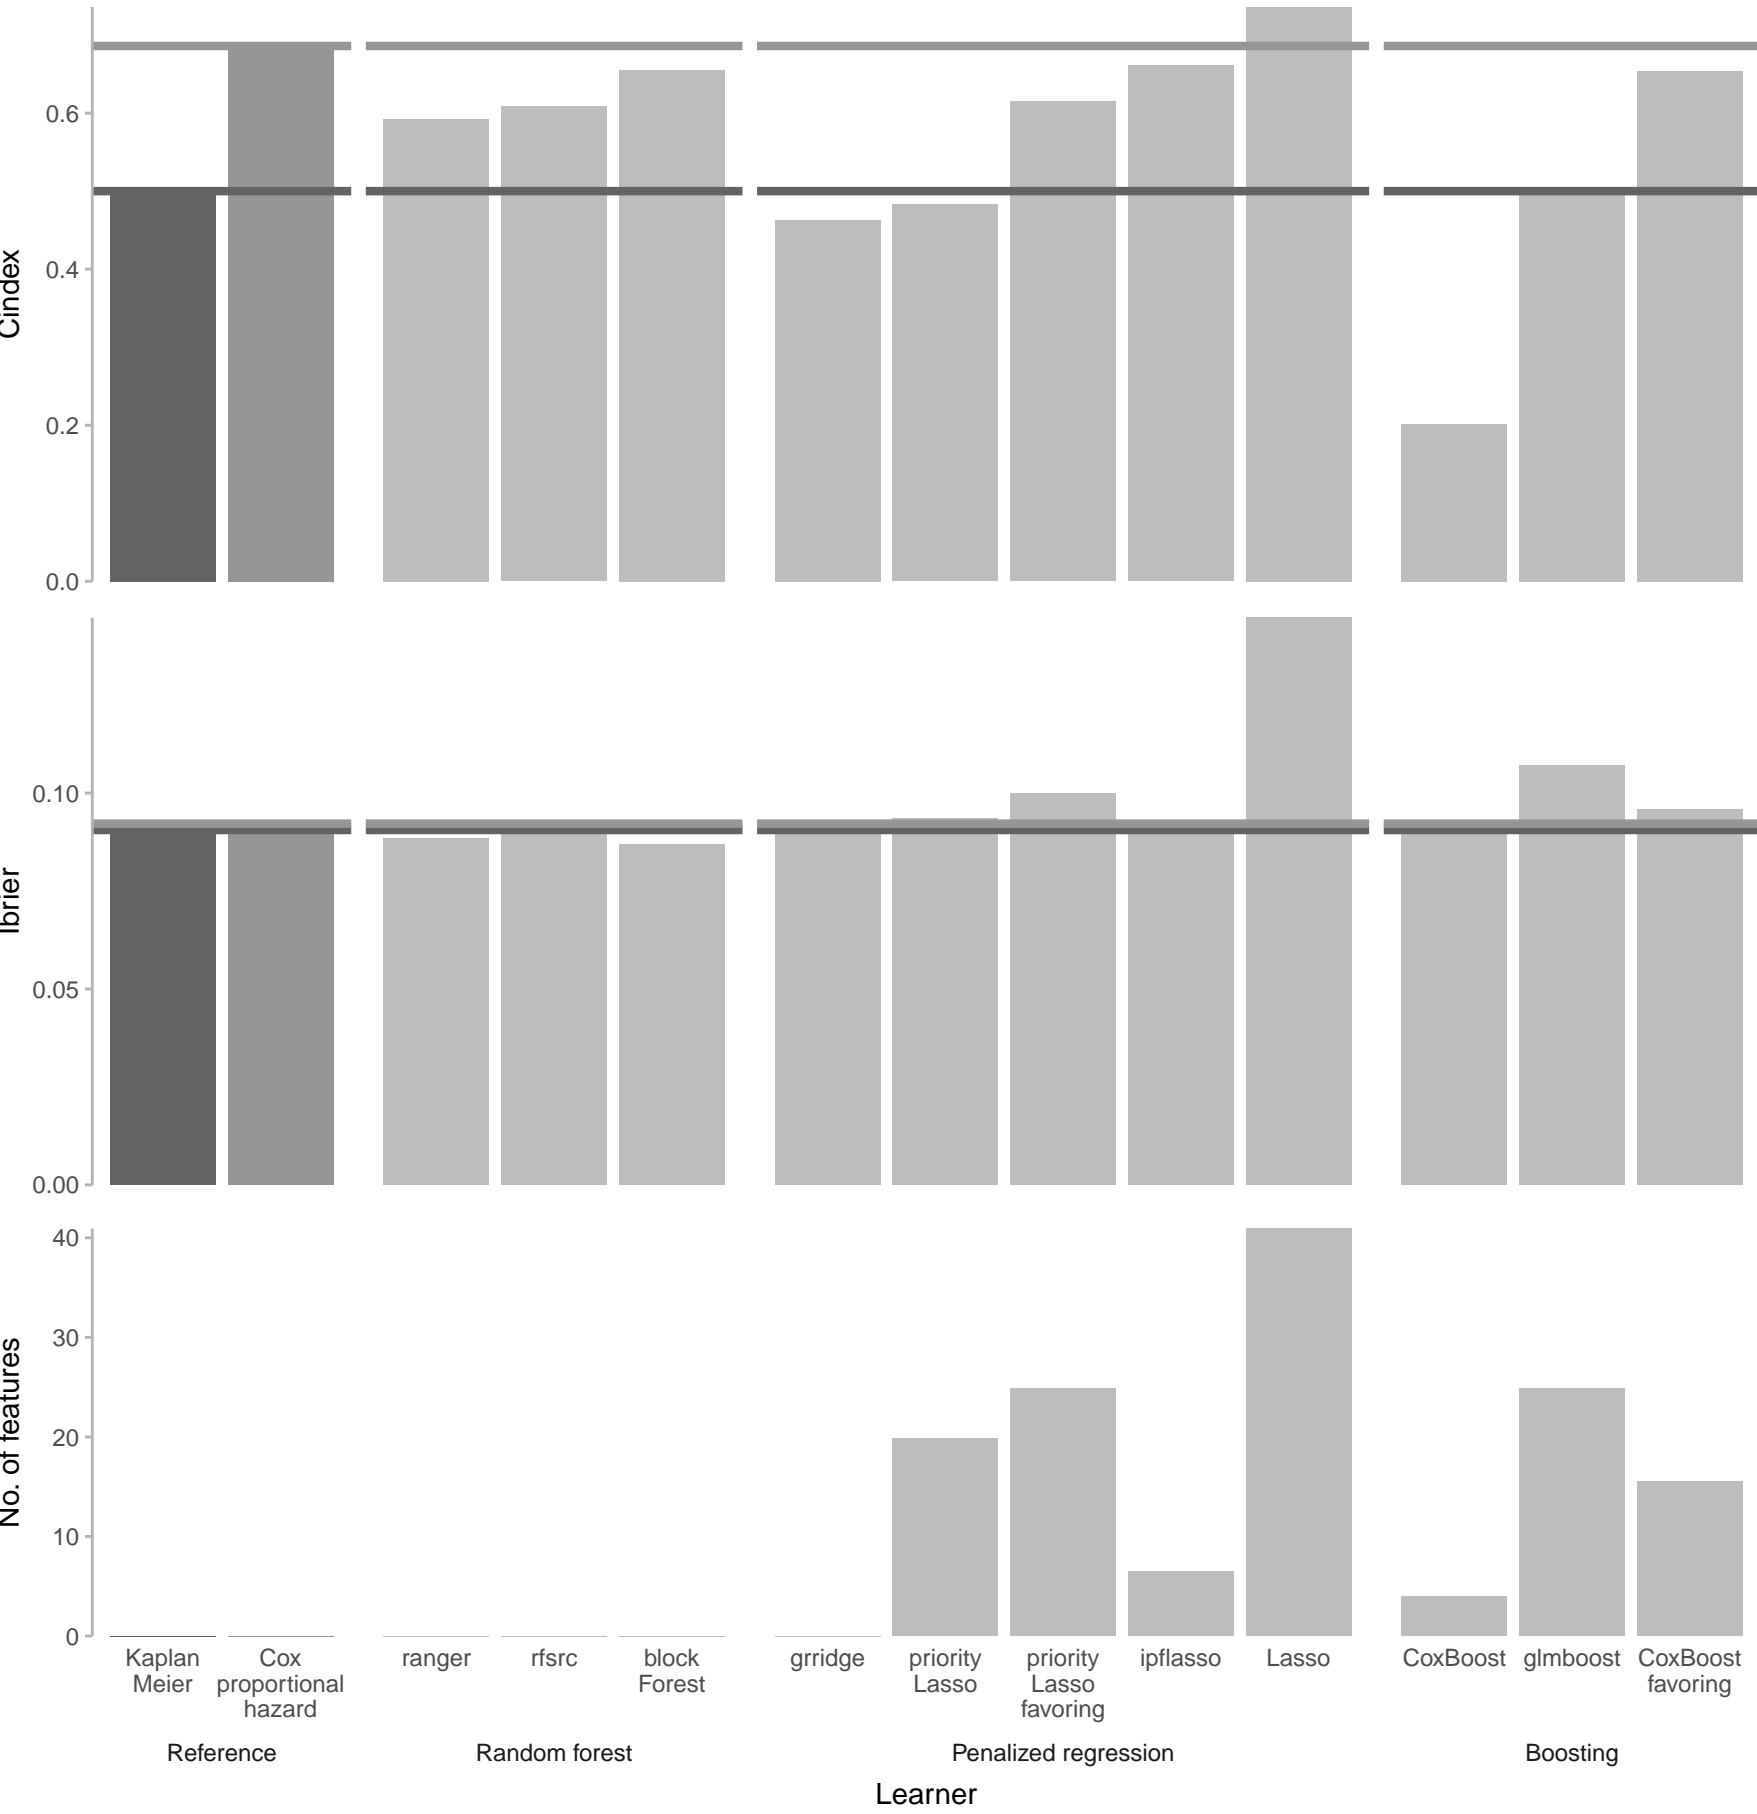 Cindex
0.6
0.4
0.2
0.0
Ibrier
0.10
0.05
0.00
No. of features
40
30
20
10
0
Kaplan
Meier
Cox
proportional
hazard
ranger
rfsrc
block
Forest
grridge
priority
Lasso
priority
Lasso
favoring
ipflasso
Lasso
CoxBoost
glmboost
CoxBoost
favoring
Reference
Random forest
Penalized regression
Boosting
Learner